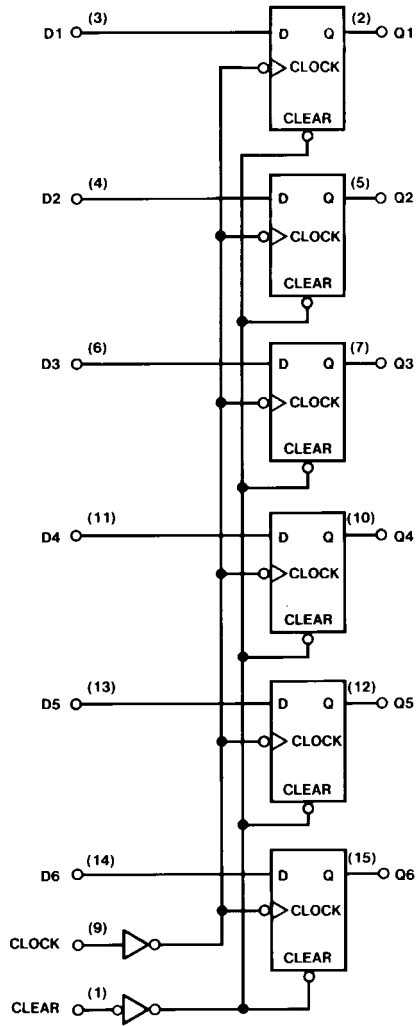 (3) (2)
D1 D Q Q1
CLOCK
CLEAR
(4) (5)
D2 D Q Q2
CLOCK
CLEAR
(6) (7)
D3 D Q Q3
CLOCK
CLEAR
(11) (10)
D4 D Q Q4
CLOCK
CLEAR
(13) (12)
D5 D Q Q5
CLOCK
CLEAR
(14) (15)
D6 D Q Q6
CLOCK
(9)
CLOCK
CLEAR
(1)
CLEAR